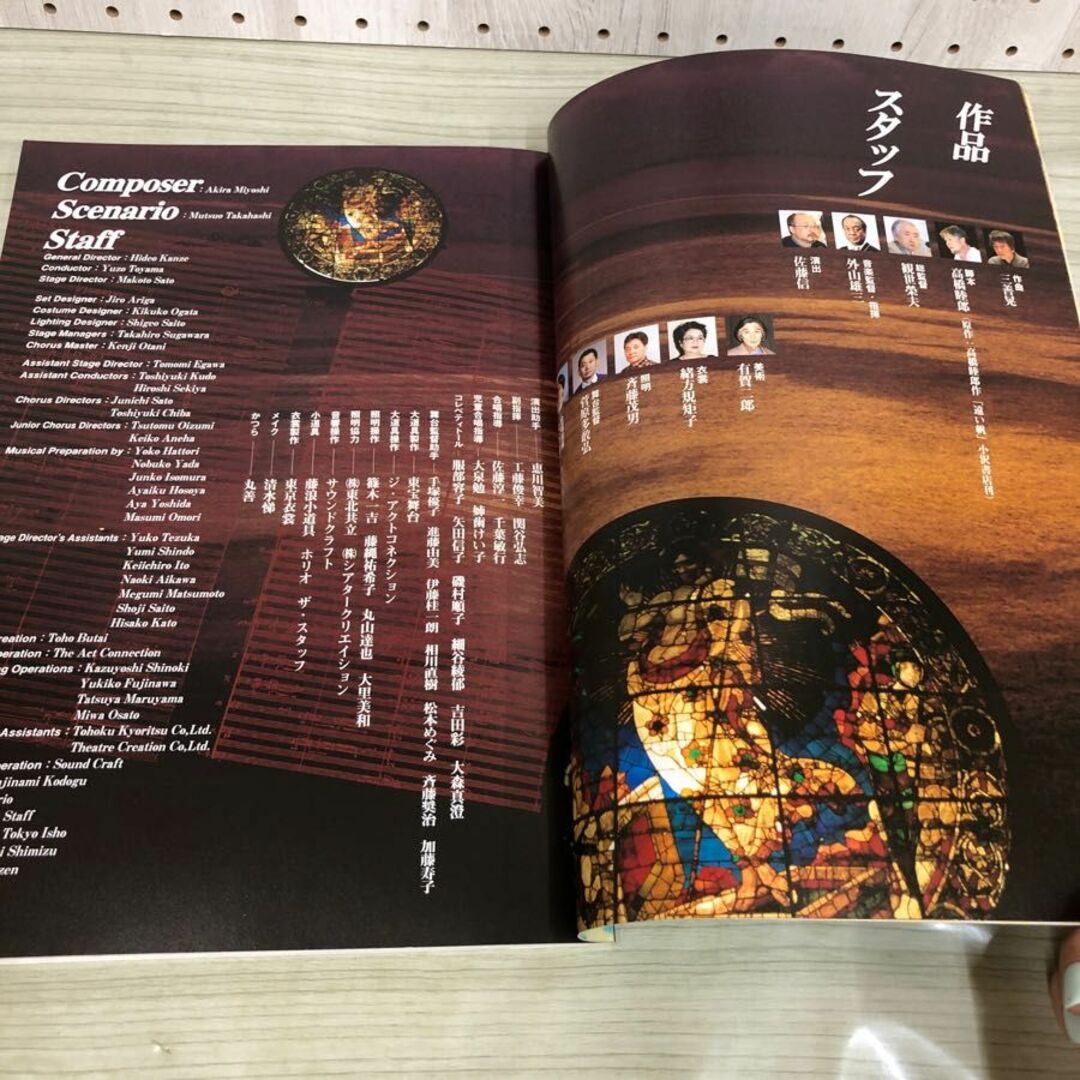 Composer : Akira Miyoshi
Scenario : Mutsuo Takahashi
Staff
General Director : Hideo Kanze
Conductor : Yuzo Toyama
Stage Director : Makoto Sato
Set Designer : Jiro Ariga
Costume Designer : Kikuko Ogata
Lighting Designer : Shigeo Saito
Stage Managers : Takahiro Sugawara
Chorus Master : Kenji Otani
Assistant Stage Director : Tomomi Egawa
Assistant Conductors : Toshiyuki Kudo
Hiroshi Sekiya
Chorus Directors : Junichi Sato
Toshiyuki Chiba
Junior Chorus Directors : Tsutomu Oizumi
Keiko Aneha
Musical Preparation by : Yoko Hattori
Nobuko Yada
Junko Isomura
Ayaiku Hosoya
Aya Yoshida
Masumi Omori
age Director's Assistants : Yuko Tezuka
Yumi Shindo
Keiichiro Ito
Naoki Aikawa
Megumi Matsumoto
Shoji Saito
Hisako Kato
reation : Toho Butai
peration : The Act Connection
ng Operations : Kazuyoshi Shinoki
Yukiko Fujinawa
Tatsuya Maruyama
Miwa Osato
Assistants : Tohoku Kyoritsu Co,Ltd.
Theatre Creation Co,Ltd.
peration : Sound Craft
ujinami Kodogu
rio
Staff
Tokyo Isho
i Shimizu
zen
演出助手 恵川智美
副指揮 工藤俊幸 関谷弘志
合唱指導 佐藤淳一 千葉敏行
児童合唱指導 大泉勉 姉歯けい子
コレペティトール 服部容子 矢田信子 磯村順子 細谷綾郁 吉田彩 大森真澄
舞台監督助手 手塚優子 進藤由美 伊藤桂一朗 相川直樹 松本めぐみ 斉藤奨治 加藤寿子
大道具製作 東宝舞台
大道具操作 ジ・アクトコネクション
照明操作 篠木一吉 藤縄祐希子 丸山達也 大里美和
照明協力 ㈱東北共立 ㈱シアタークリエイション
音響操作 サウンドクラフト
小道具 藤浪小道具 ホリオ ザ・スタッフ
衣裳製作 東京衣裳
メイク 清水悌
かつら 丸善
作品
スタッフ
作曲 三善晃
脚本 高橋睦郎〔原作・高橋睦郎作「遠い帆」小沢書店刊〕
総監督 観世榮夫
音楽監督・指揮 外山雄三
演出 佐藤信
美術 有賀二郎
衣裳 緒方規矩子
照明 斉藤茂男
舞台監督 菅原多敢弘